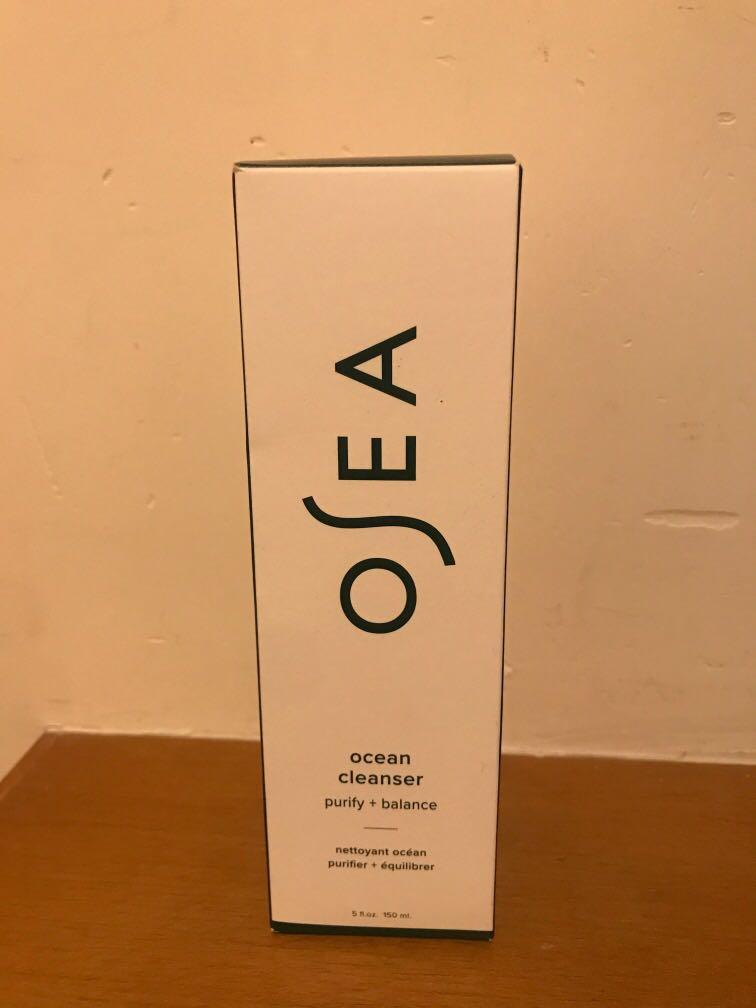 OSEA
ocean
cleanser
purify + balance
nettoyant océan
purifier + équilibrer
5 fl.oz. 150 ml.